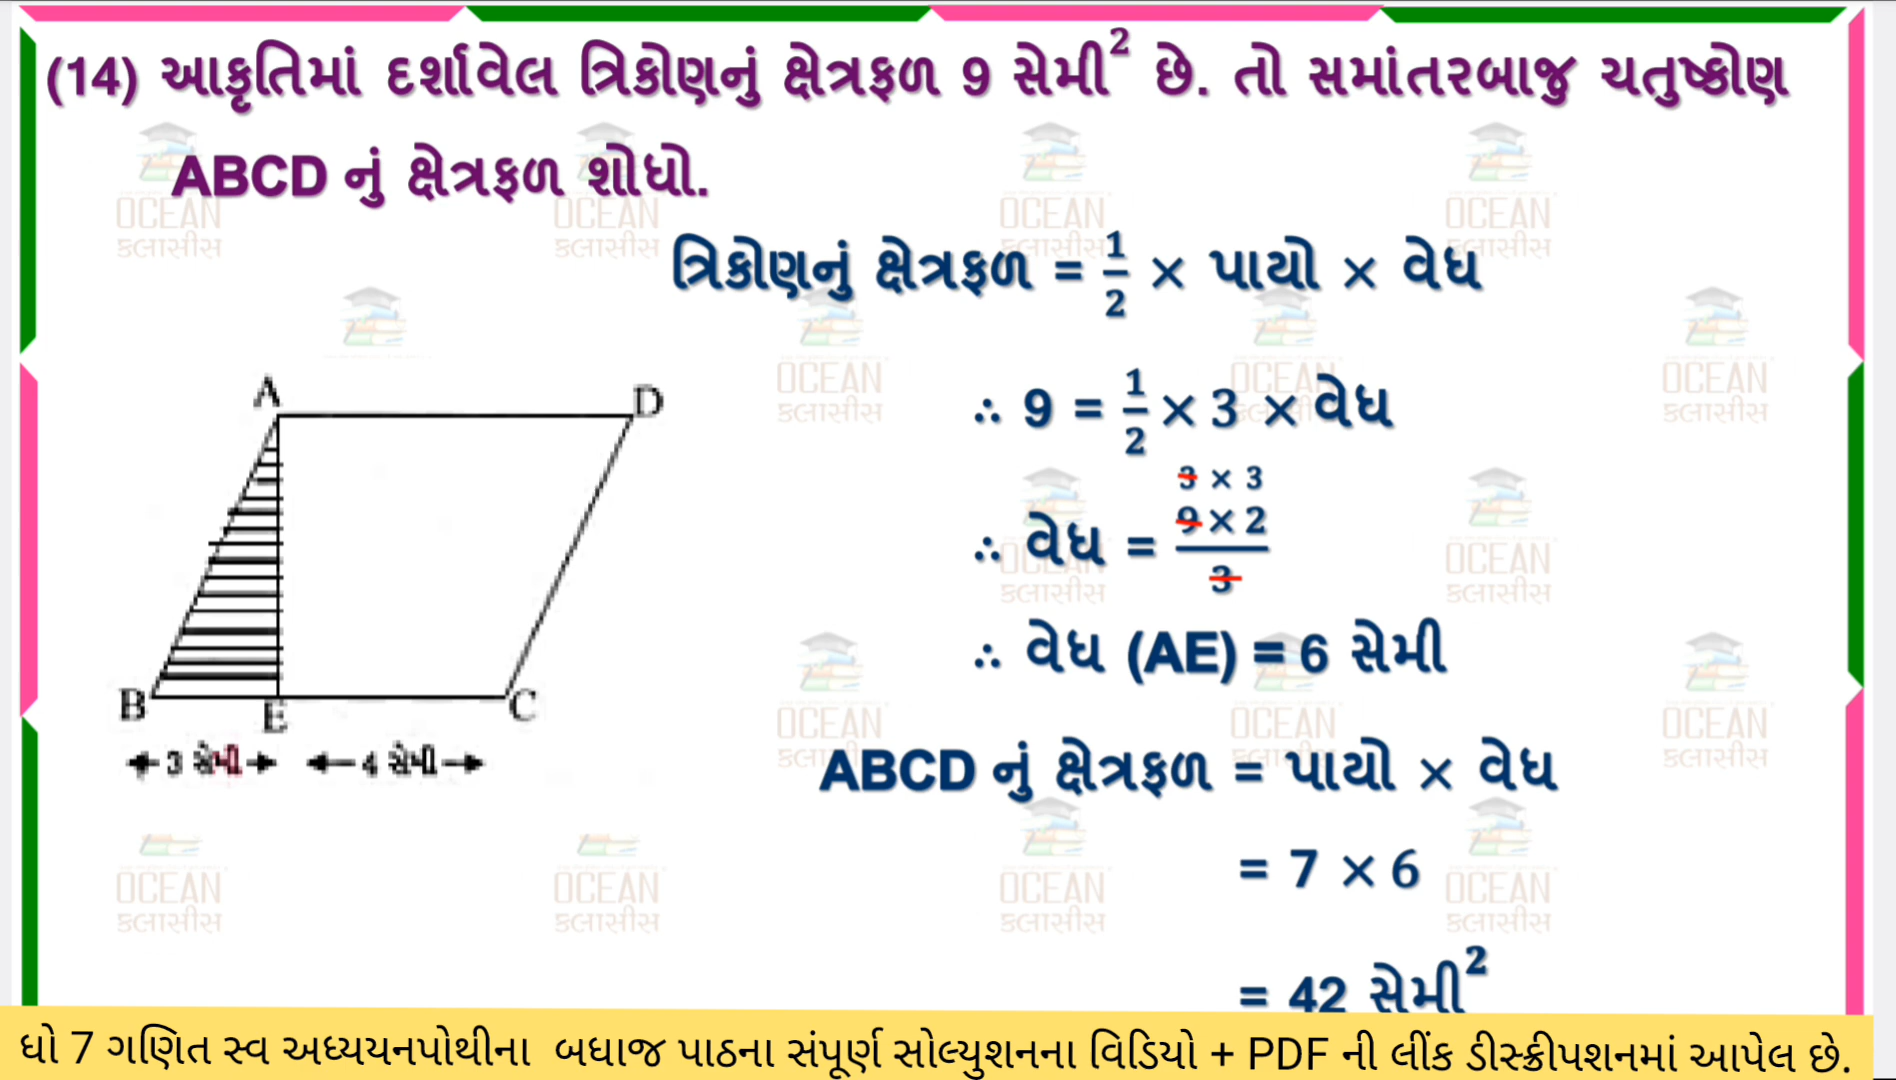 (14) આકૃતિમાં દર્શાવેલ ત્રિકોણનું ક્ષેત્રફળ 9 સેમી² છે. તો સમાંતરબાજુ ચતુષ્કોણ
ABCD નું ક્ષેત્રફળ શોધો.
ત્રિકોણનું ક્ષેત્રફળ = 1/2 × પાયો × વેધ
∴ 9 = 1/2 × 3 × વેધ
3 × 3
∴ વેધ = 9 × 2 / 3
∴ વેધ (AE) = 6 સેમી
ABCD નું ક્ષેત્રફળ = પાયો × વેધ
= 7 × 6
= 42 સેમી²
A D
B E C
3 સેમી 4 સેમી
OCEAN
ક્લાસીસ
ધો 7 ગણિત સ્વ અધ્યયનપોથીના બધાજ પાઠના સંપૂર્ણ સોલ્યુશનના વિડિયો + PDF ની લીંક ડીસ્ક્રીપશનમાં આપેલ છે.